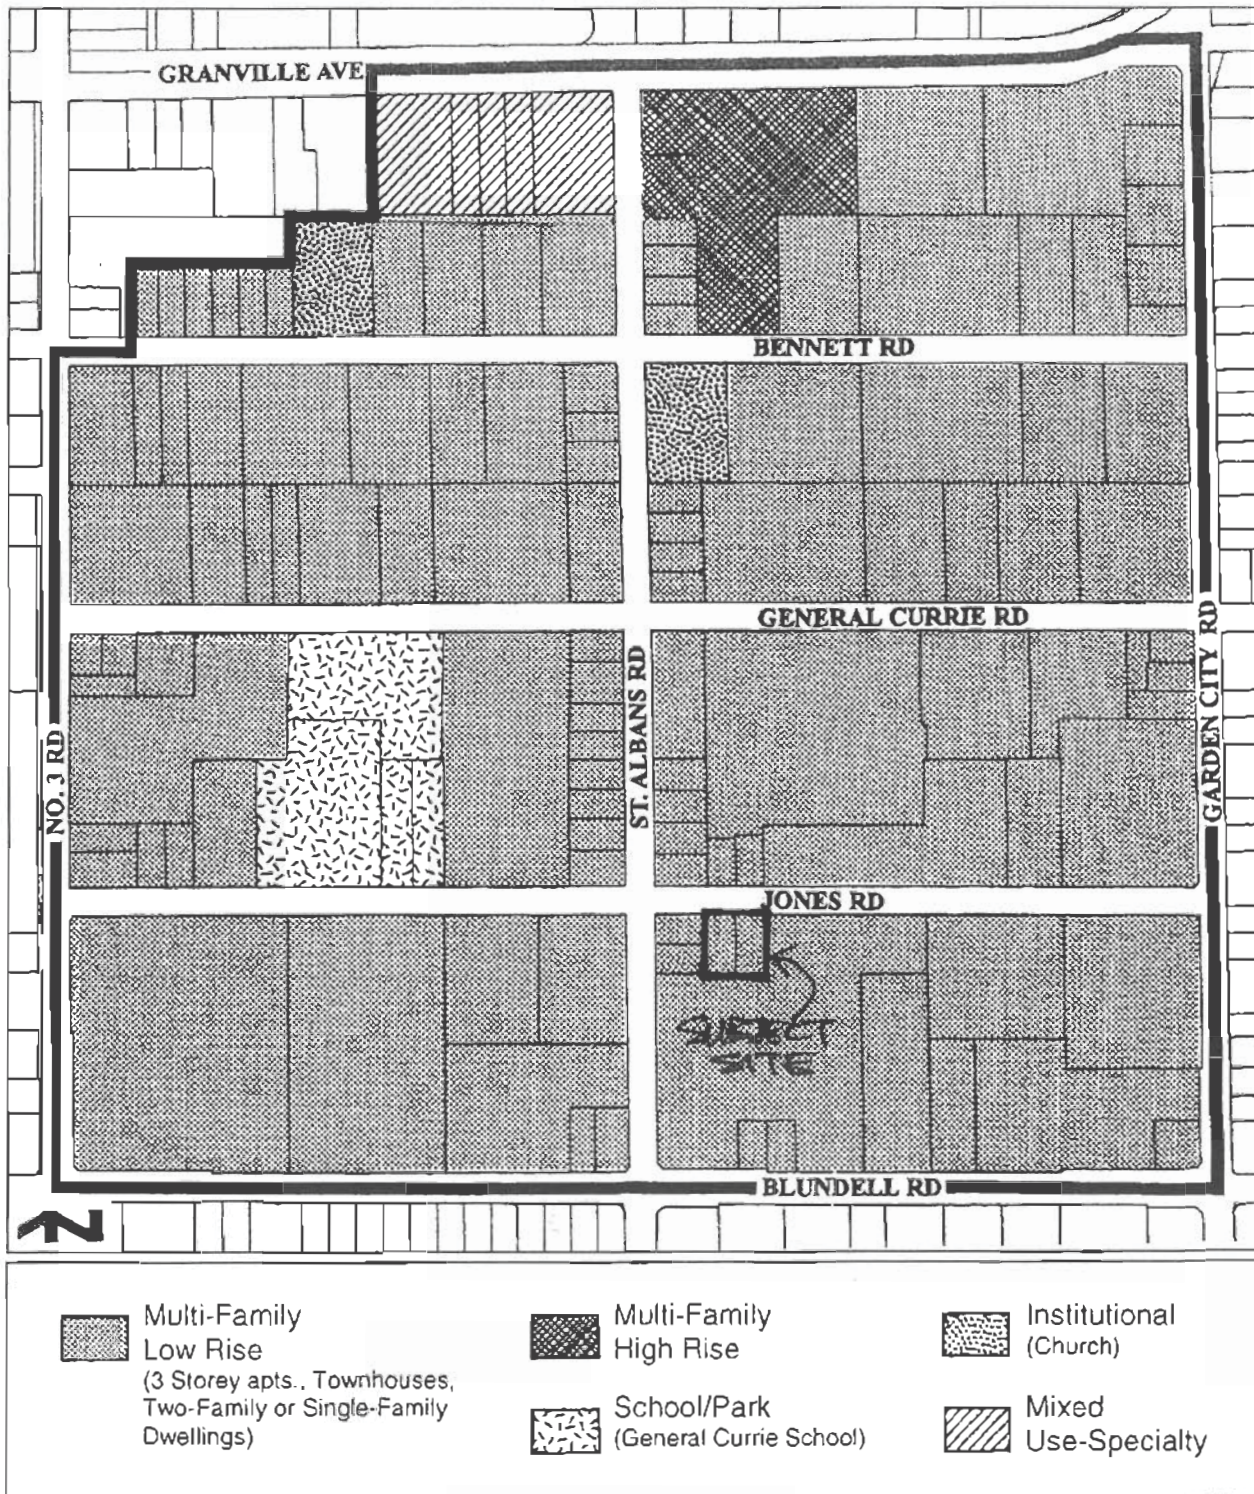 GRANVILLE AVE
BENNETT RD
GENERAL CURRIE RD
ST. ALBANS RD
NO. 3 RD
GARDEN CITY RD
JONES RD
SUBJECT
SITE
BLUNDELL RD
N
Multi-Family
Low Rise
(3 Storey apts., Townhouses,
Two-Family or Single-Family
Dwellings)
Multi-Family
High Rise
School/Park
(General Currie School)
Institutional
(Church)
Mixed
Use-Specialty